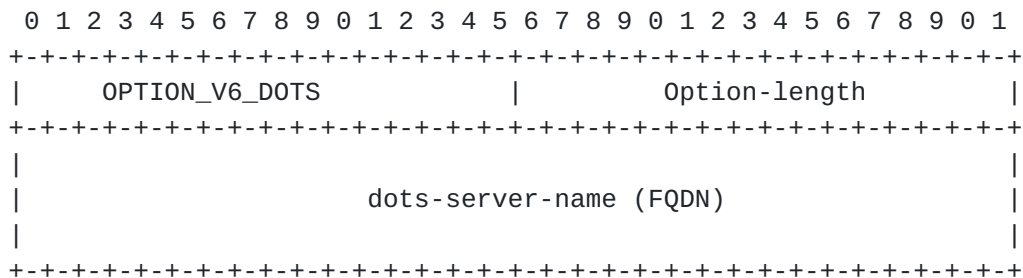 0 1 2 3 4 5 6 7 8 9 0 1 2 3 4 5 6 7 8 9 0 1 2 3 4 5 6 7 8 9 0 1
+-+-+-+-+-+-+-+-+-+-+-+-+-+-+-+-+-+-+-+-+-+-+-+-+-+-+-+-+-+-+-+-+
|     OPTION_V6_DOTS            |         Option-length         |
+-+-+-+-+-+-+-+-+-+-+-+-+-+-+-+-+-+-+-+-+-+-+-+-+-+-+-+-+-+-+-+-+
|                                                               |
|                      dots-server-name (FQDN)                  |
|                                                               |
+-+-+-+-+-+-+-+-+-+-+-+-+-+-+-+-+-+-+-+-+-+-+-+-+-+-+-+-+-+-+-+-+